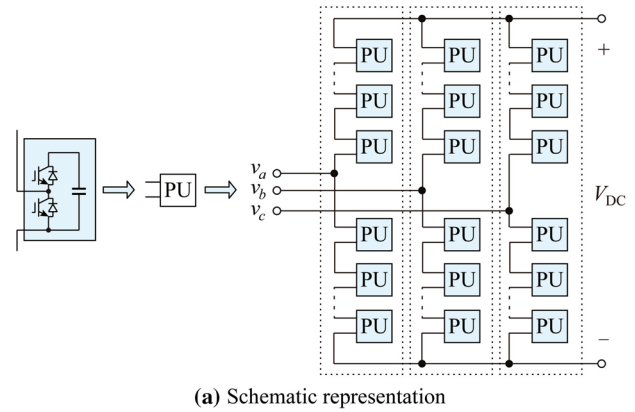 PU PU PU
+
PU PU PU
PU PU PU
v_a
PU
v_b
V_DC
v_c
PU PU PU
PU PU PU
PU PU PU
−
(a) Schematic representation